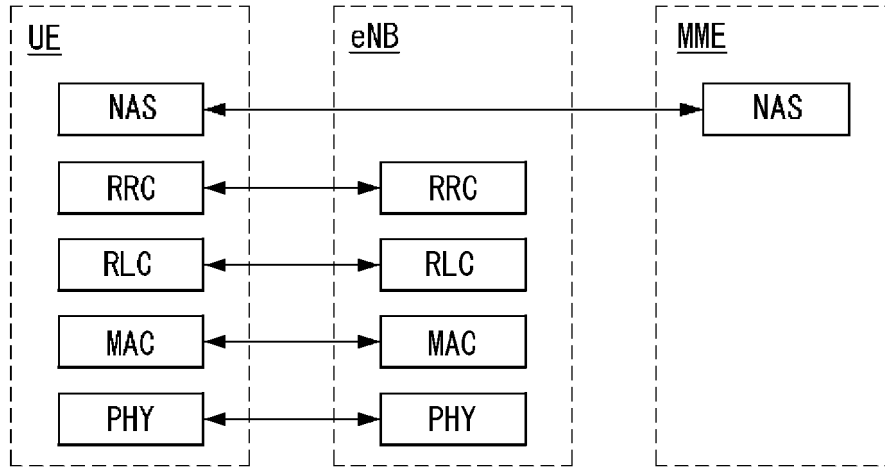 UE eNB MME
NAS NAS
RRC RRC
RLC RLC
MAC MAC
PHY PHY